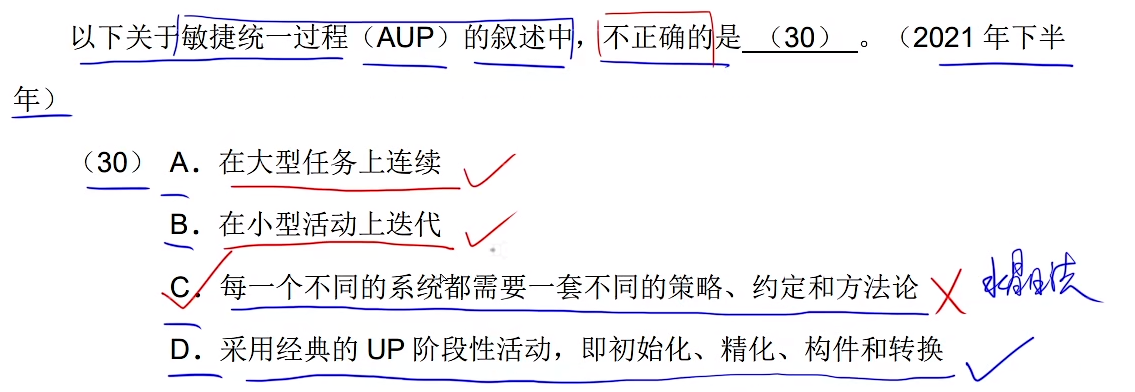 以下关于敏捷统一过程（AUP）的叙述中，不正确的是 （30） 。（2021 年下半
年）
（30） A．在大型任务上连续
B．在小型活动上迭代
C．每一个不同的系统都需要一套不同的策略、约定和方法论 水晶法
D．采用经典的 UP 阶段性活动，即初始化、精化、构件和转换